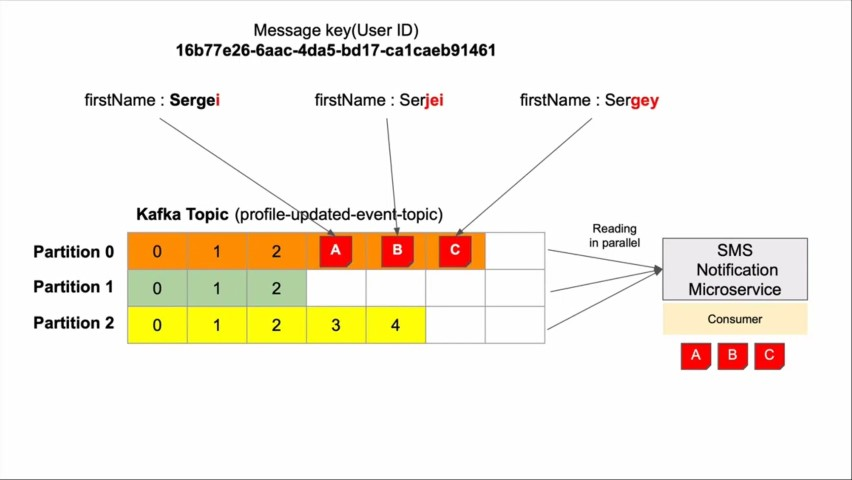 Message key(User ID)
16b77e26-6aac-4da5-bd17-ca1caeb91461
firstName : Sergei firstName : Serjei firstName : Sergey
Kafka Topic (profile-updated-event-topic)
Partition 0 0 1 2 A B C
Partition 1 0 1 2
Partition 2 0 1 2 3 4
Reading
in parallel
SMS
Notification
Microservice
Consumer
A B C